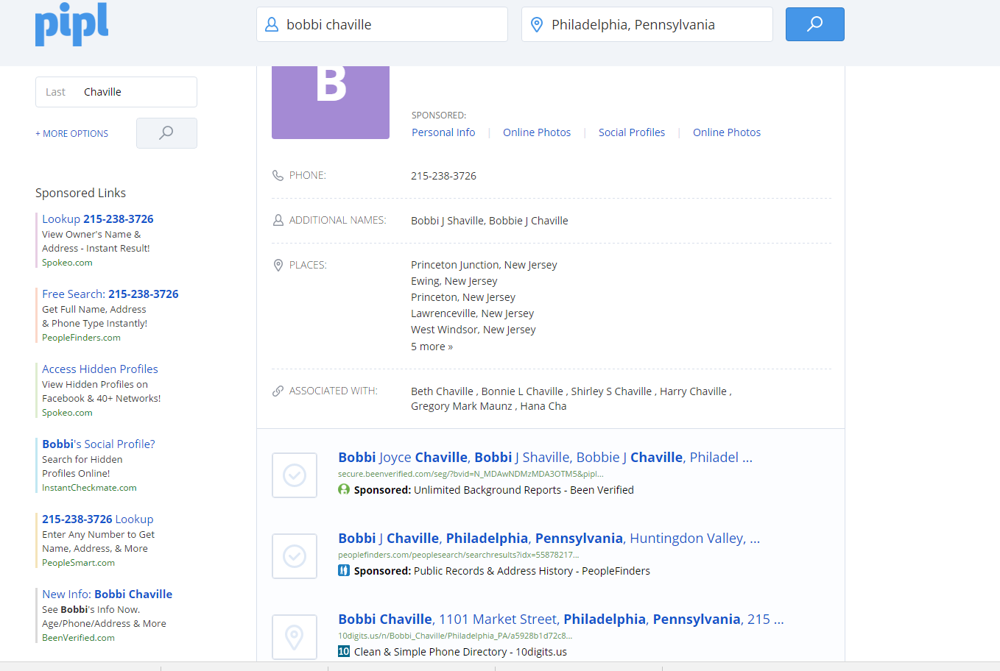 pipl
bobbi chaville
Philadelphia, Pennsylvania
Last Chaville
+ MORE OPTIONS
Sponsored Links
Lookup 215-238-3726
View Owner's Name &
Address - Instant Result!
Spokeo.com
Free Search: 215-238-3726
Get Full Name, Address
& Phone Type Instantly!
PeopleFinders.com
Access Hidden Profiles
View Hidden Profiles on
Facebook & 40+ Networks!
Spokeo.com
Bobbi's Social Profile?
Search for Hidden
Profiles Online!
InstantCheckmate.com
215-238-3726 Lookup
Enter Any Number to Get
Name, Address, & More
PeopleSmart.com
New Info: Bobbi Chaville
See Bobbi's Info Now.
Age/Phone/Address & More
BeenVerified.com
B
SPONSORED:
Personal Info | Online Photos | Social Profiles | Online Photos
PHONE: 215-238-3726
ADDITIONAL NAMES: Bobbi J Shaville, Bobbie J Chaville
PLACES: Princeton Junction, New Jersey
Ewing, New Jersey
Princeton, New Jersey
Lawrenceville, New Jersey
West Windsor, New Jersey
5 more »
ASSOCIATED WITH: Beth Chaville , Bonnie L Chaville , Shirley S Chaville , Harry Chaville ,
Gregory Mark Maunz , Hana Cha
Bobbi Joyce Chaville, Bobbi J Shaville, Bobbie J Chaville, Philadel ...
secure.beenverified.com/seg/?bvid=N_MDAwNDMzMDA3OTM5&pipl...
Sponsored: Unlimited Background Reports - Been Verified
Bobbi J Chaville, Philadelphia, Pennsylvania, Huntingdon Valley, ...
peoplefinders.com/peoplesearch/searchresults?idx=55878217...
Sponsored: Public Records & Address History - PeopleFinders
Bobbi Chaville, 1101 Market Street, Philadelphia, Pennsylvania, 215 ...
10digits.us/n/Bobbi_Chaville/Philadelphia_PA/a5928b1d72c8...
10 Clean & Simple Phone Directory - 10digits.us